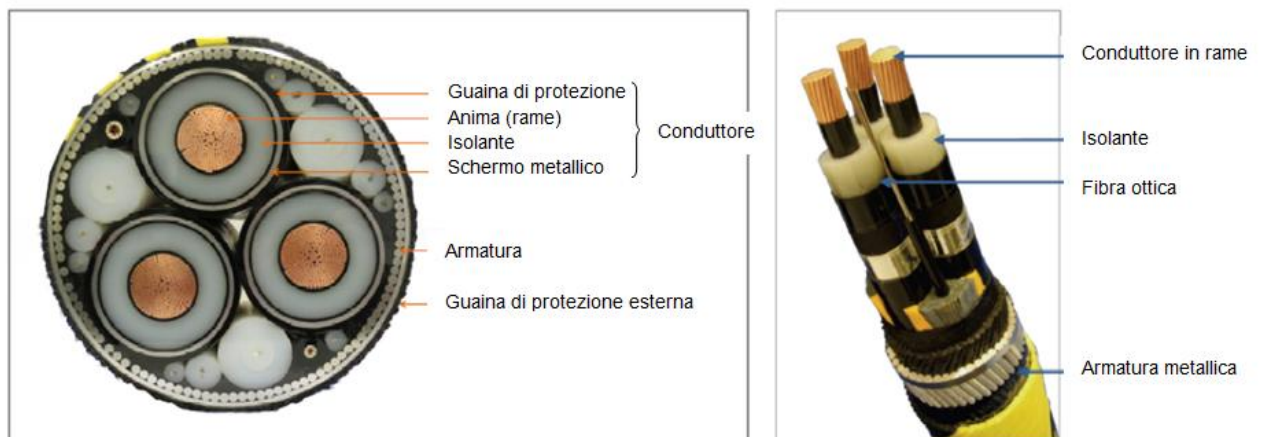 Guaina di protezione
Anima (rame)
Isolante
Schermo metallico
Conduttore
Armatura
Guaina di protezione esterna
Conduttore in rame
Isolante
Fibra ottica
Armatura metallica